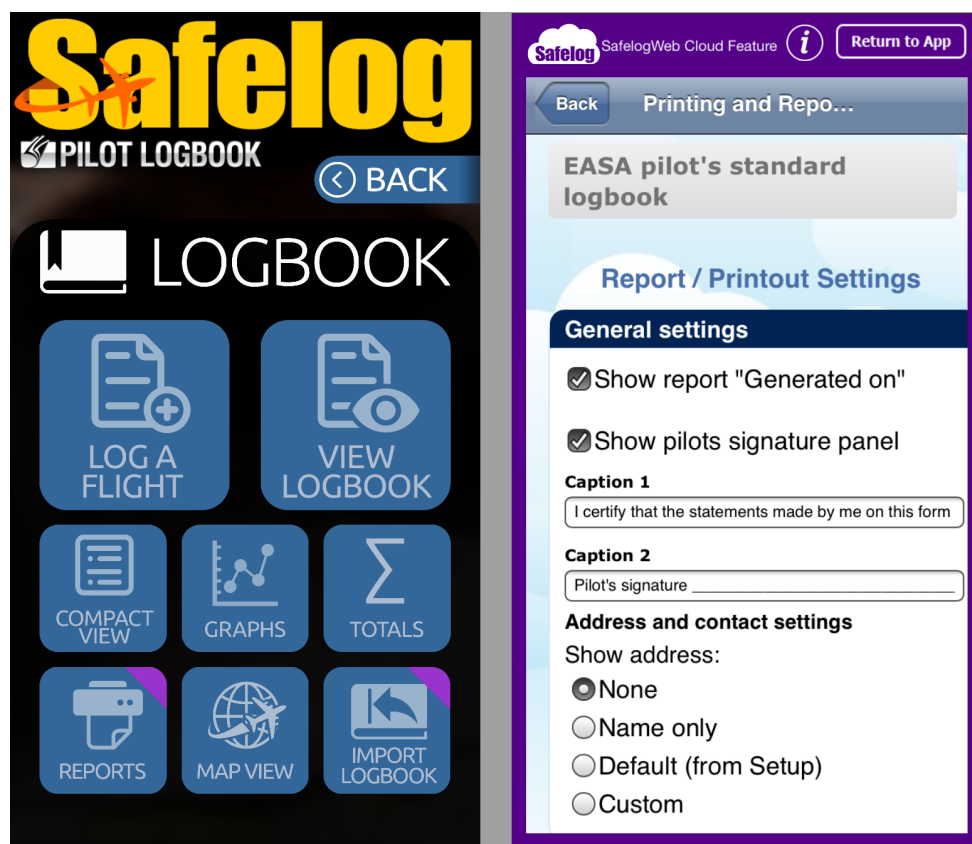 Safelog
PILOT LOGBOOK
BACK
LOGBOOK
LOG A
FLIGHT
VIEW
LOGBOOK
COMPACT
VIEW
GRAPHS
TOTALS
REPORTS
MAP VIEW
IMPORT
LOGBOOK
Safelog
SafelogWeb Cloud Feature
i
Return to App
Back
Printing and Repo...
EASA pilot's standard
logbook
Report / Printout Settings
General settings
Show report "Generated on"
Show pilots signature panel
Caption 1
I certify that the statements made by me on this form
Caption 2
Pilot's signature ______________________________
Address and contact settings
Show address:
None
Name only
Default (from Setup)
Custom